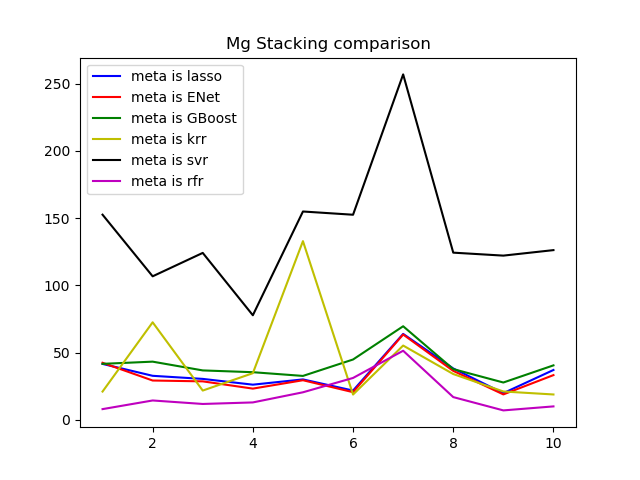 Mg Stacking comparison
meta is lasso
meta is ENet
meta is GBoost
meta is krr
meta is svr
meta is rfr
250
200
150
100
50
0
2 4 6 8 10